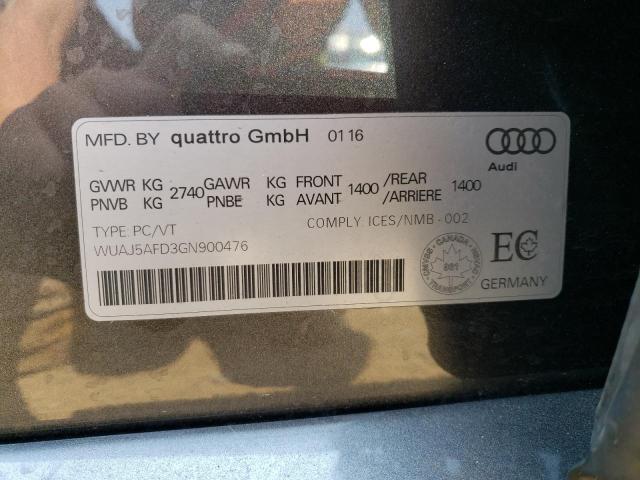 MFD. BY quattro GmbH 01 16
Audi
GVWR KG 2740 GAWR KG FRONT 1400 /REAR 1400
PNVB KG PNBE KG AVANT /ARRIERE
TYPE: PC/VT COMPLY ICES/NMB - 002
WUAJ5AFD3GN900476
CANADA
TRANSPORT
EC
GERMANY